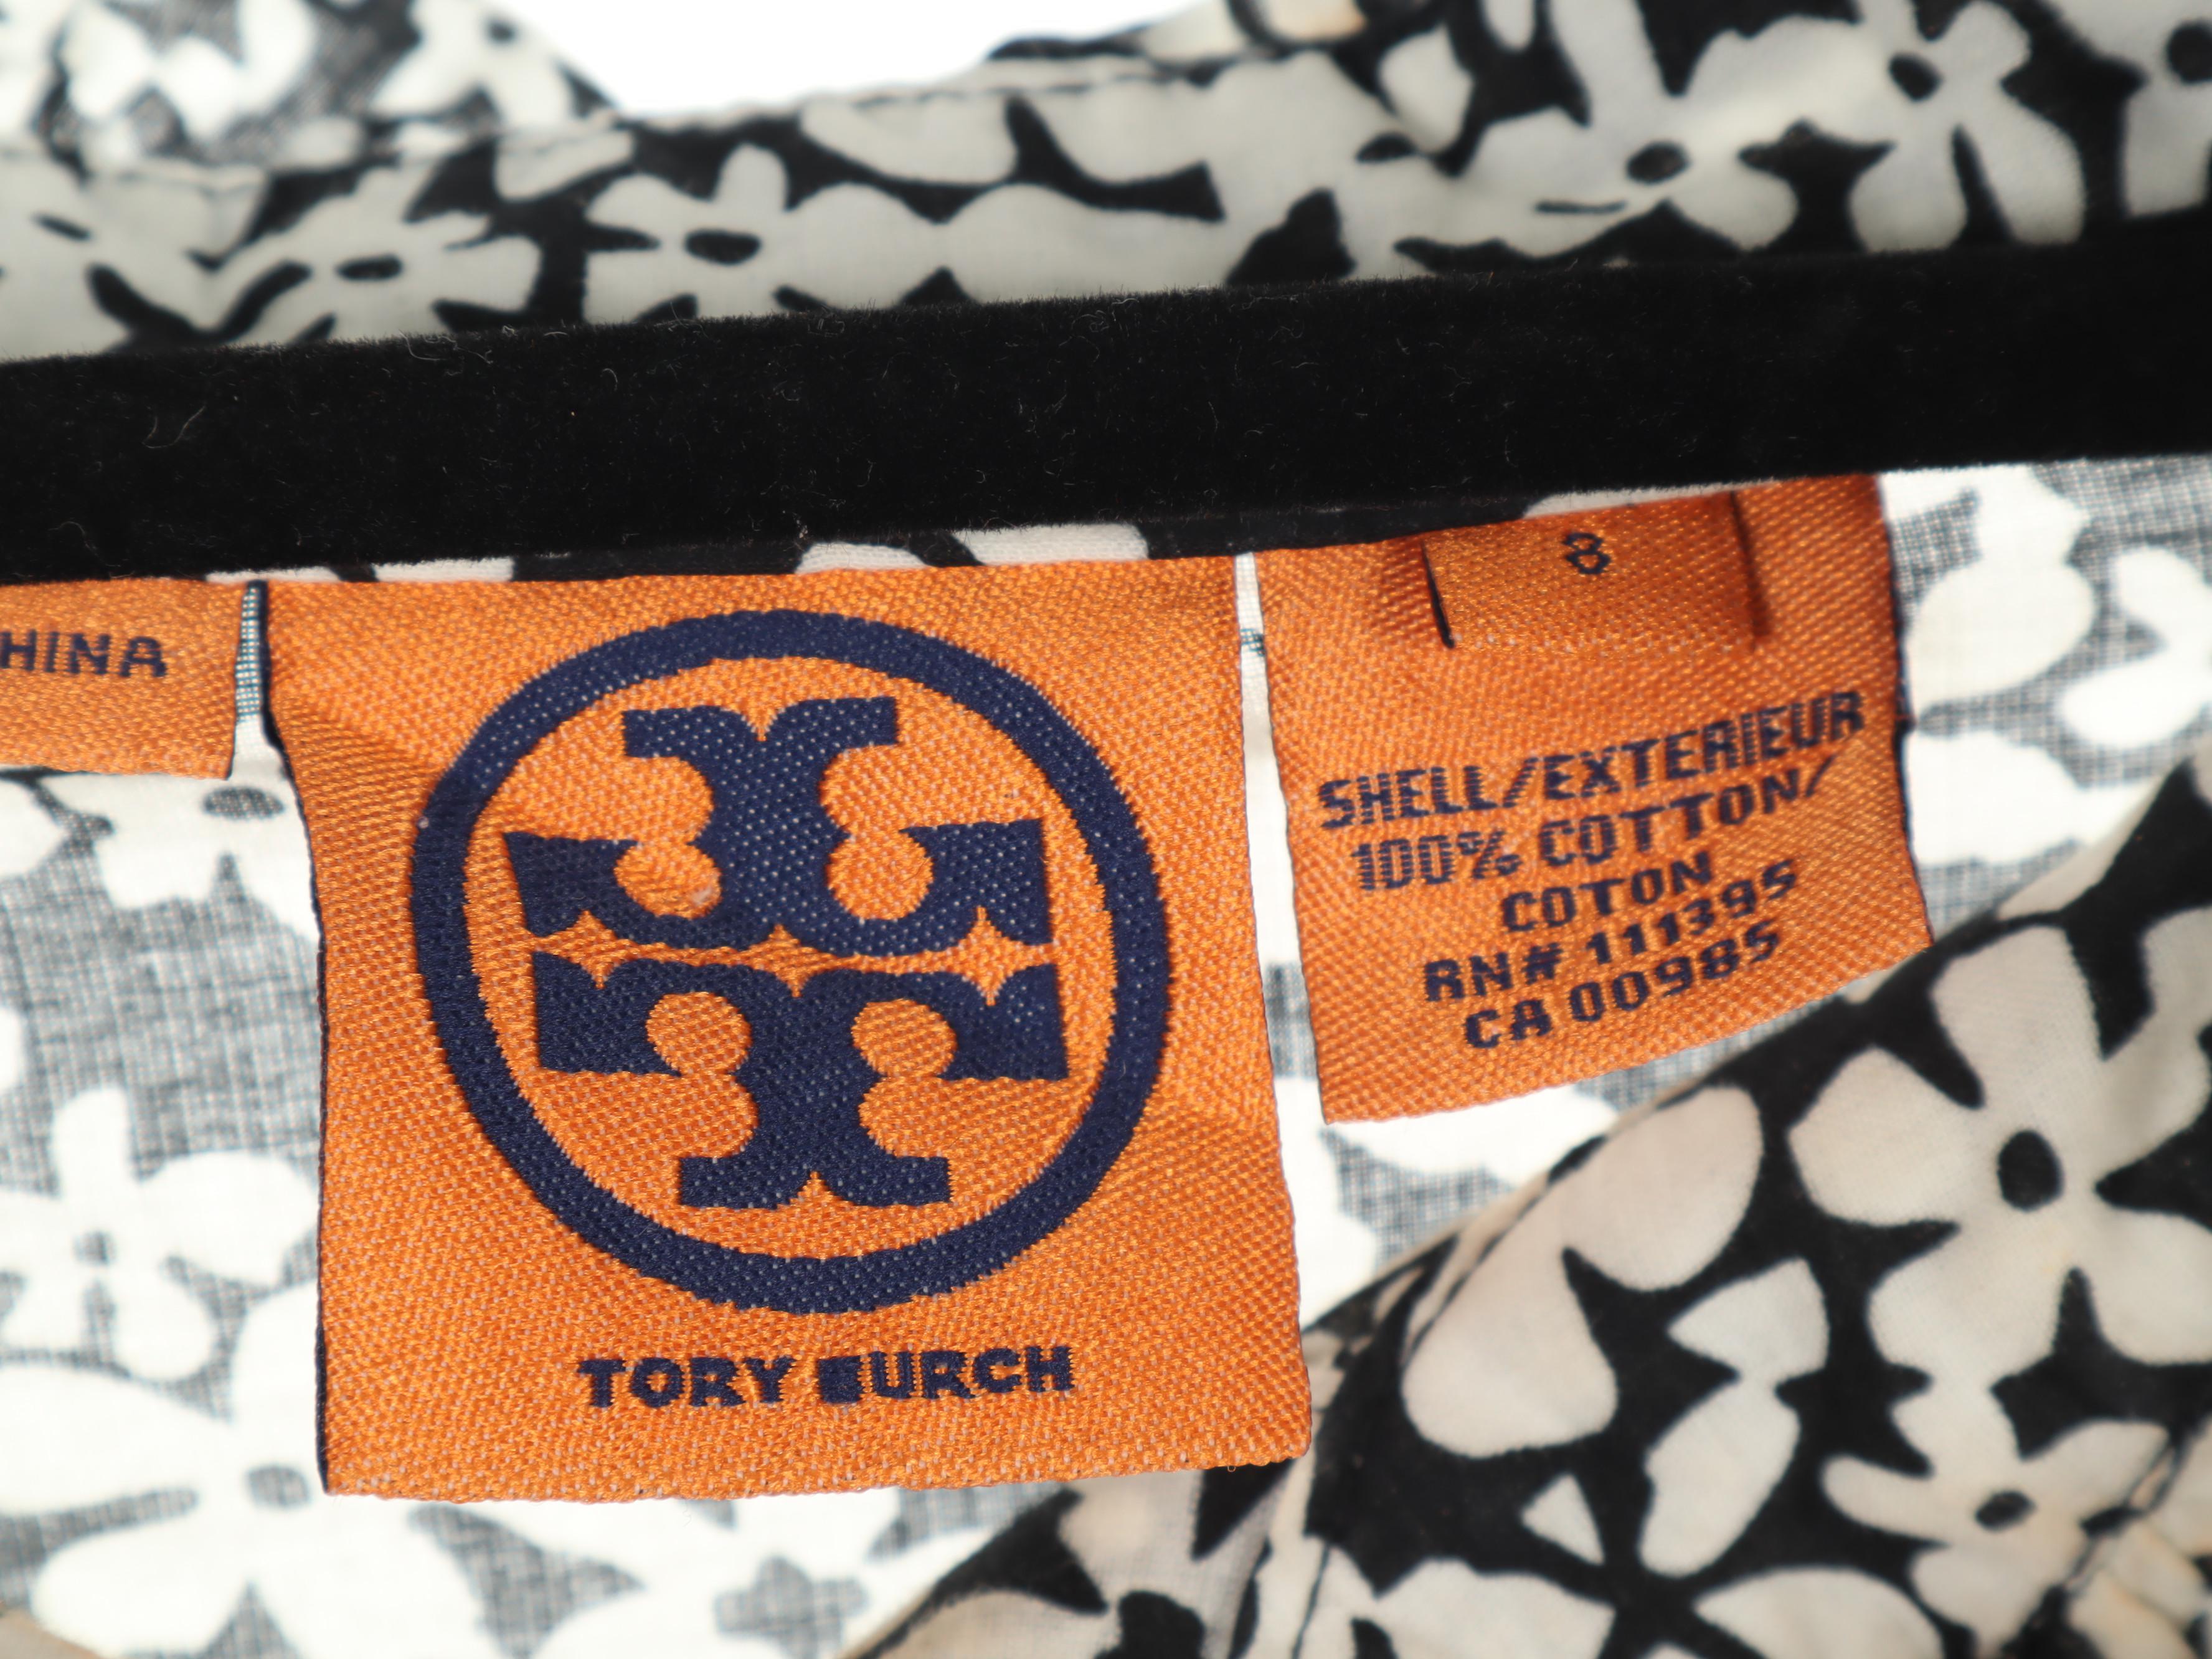 HINA
TORY BURCH
8
SHELL/EXTERIEUR
100% COTTON/
COTON
RN# 111395
CA 00985